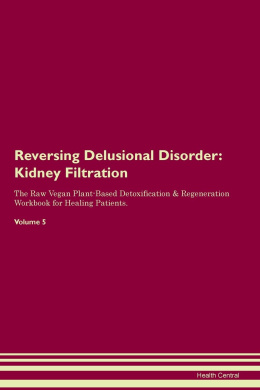 Reversing Delusional Disorder:
Kidney Filtration
The Raw Vegan Plant-Based Detoxification & Regeneration
Workbook for Healing Patients.
Volume 5
Health Central